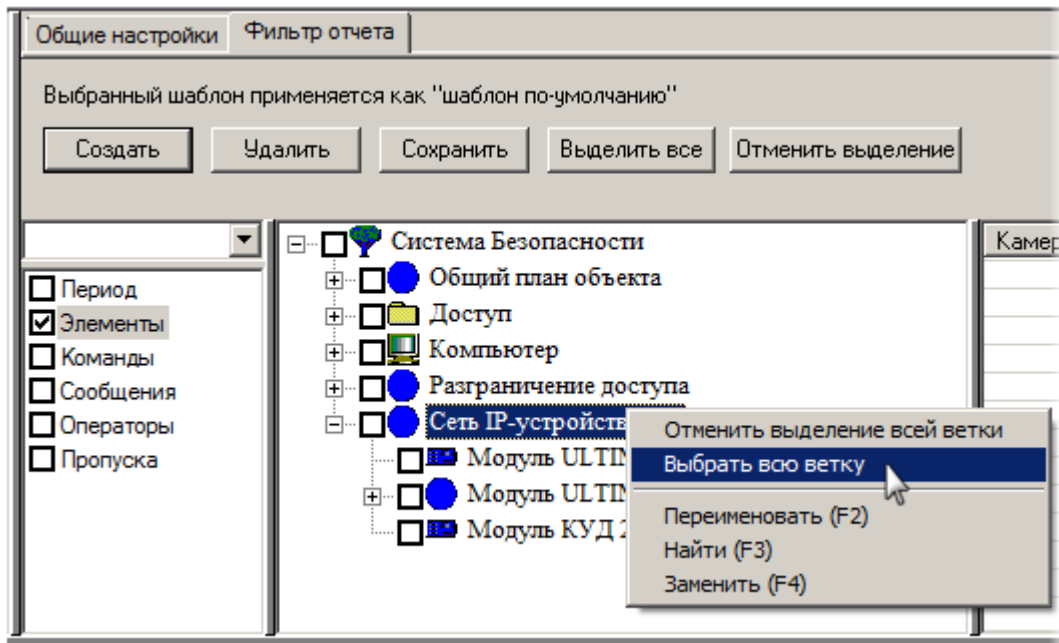 Общие настройки
Фильтр отчета
Выбранный шаблон применяется как "шаблон по-умолчанию"
Создать
Удалить
Сохранить
Выделить все
Отменить выделение
Период
Элементы
Команды
Сообщения
Операторы
Пропуска
Система Безопасности
Общий план объекта
Доступ
Компьютер
Разграничение доступа
Сеть IP-устройств
Модуль
Модуль
Модуль КУД 2
Отменить выделение всей ветки
Выбрать всю ветку
Переименовать (F2)
Найти (F3)
Заменить (F4)